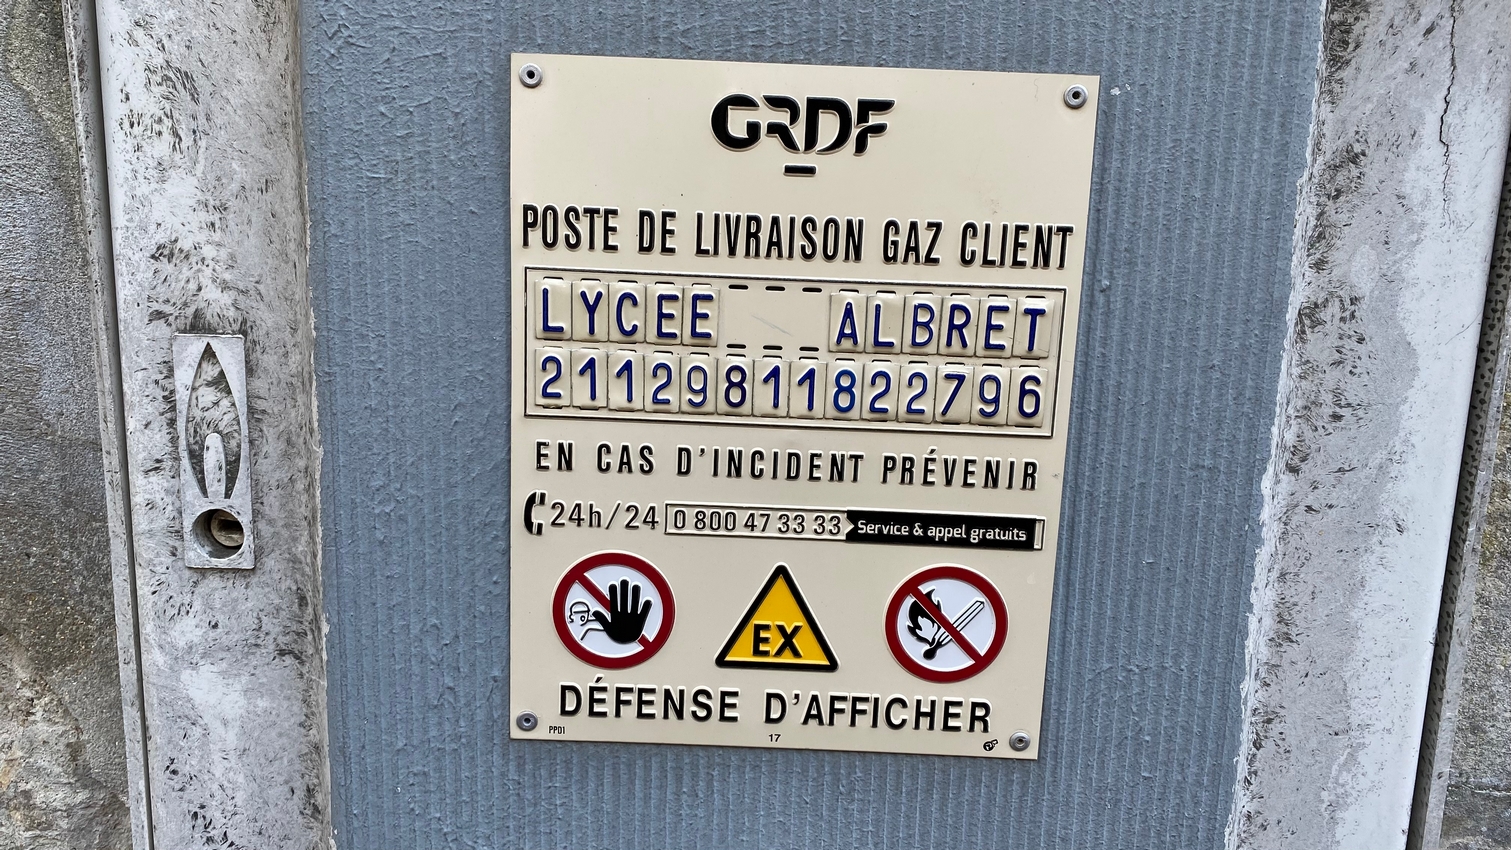 GRDF
POSTE DE LIVRAISON GAZ CLIENT
LYCEE ALBRET
21129811822796
EN CAS D'INCIDENT PRÉVENIR
24h/24 0 800 47 33 33 Service & appel gratuits
EX
DÉFENSE D'AFFICHER
PP01 17